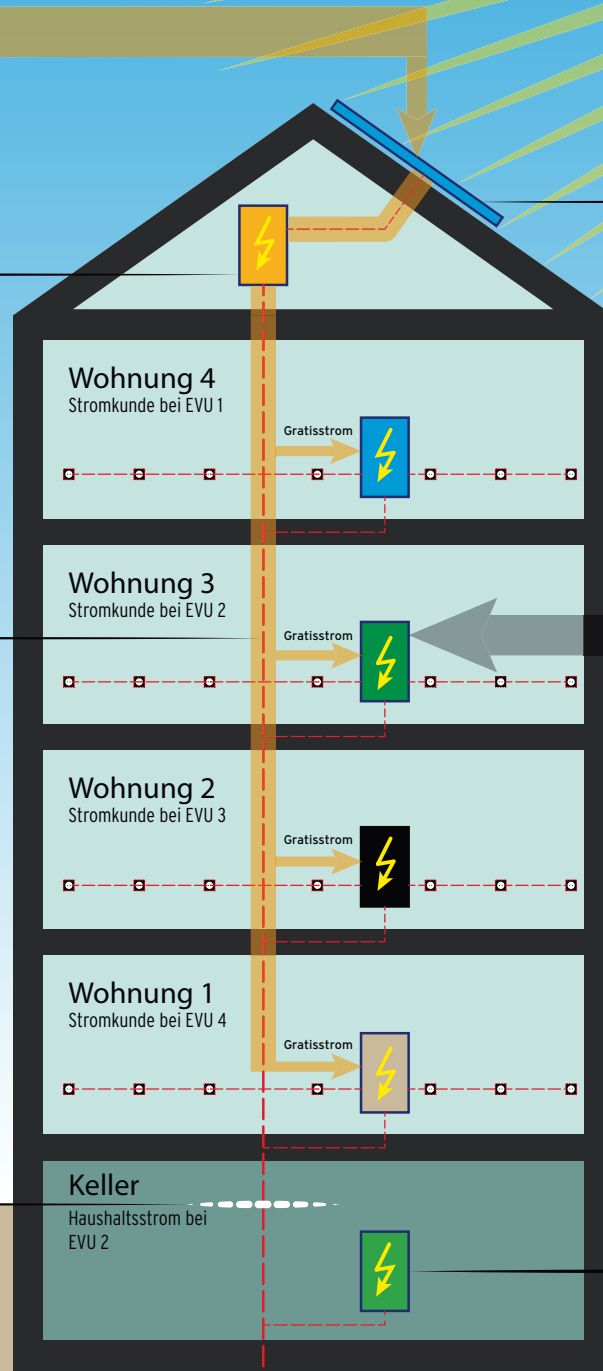 Wohnung 4
Stromkunde bei EVU 1
Gratisstrom
Wohnung 3
Stromkunde bei EVU 2
Gratisstrom
Wohnung 2
Stromkunde bei EVU 3
Gratisstrom
Wohnung 1
Stromkunde bei EVU 4
Gratisstrom
Keller
Haushaltsstrom bei
EVU 2